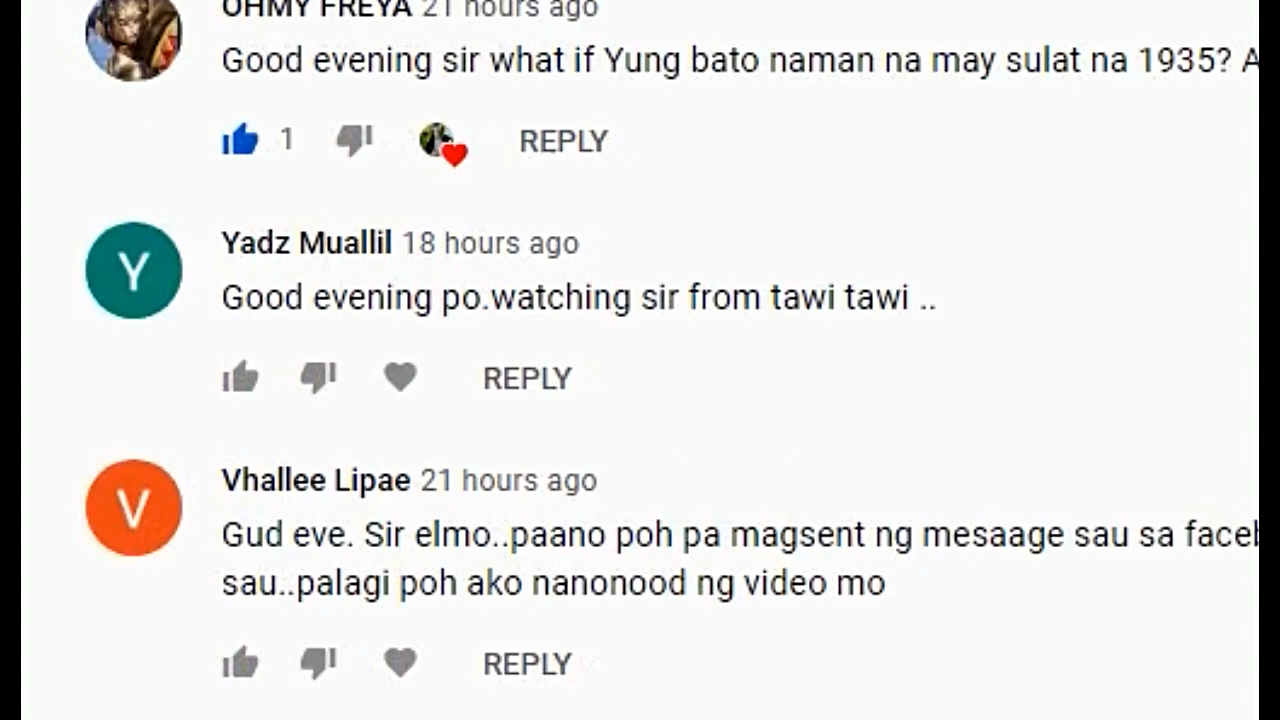 OHMY FREYA 21 hours ago
Good evening sir what if Yung bato naman na may sulat na 1935? A
1 REPLY
Y
Yadz Muallil 18 hours ago
Good evening po.watching sir from tawi tawi ..
REPLY
V
Vhallee Lipae 21 hours ago
Gud eve. Sir elmo..paano poh pa magsent ng mesaage sau sa faceb
sau..palagi poh ako nanonood ng video mo
REPLY